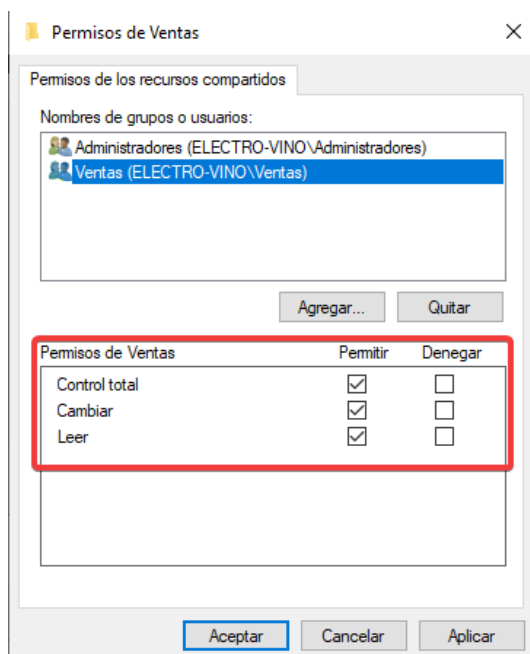 Permisos de Ventas
Permisos de los recursos compartidos
Nombres de grupos o usuarios:
Administradores (ELECTRO-VINO\Administradores)
Ventas (ELECTRO-VINO\Ventas)
Agregar... Quitar
Permisos de Ventas Permitir Denegar
Control total
Cambiar
Leer
Aceptar Cancelar Aplicar